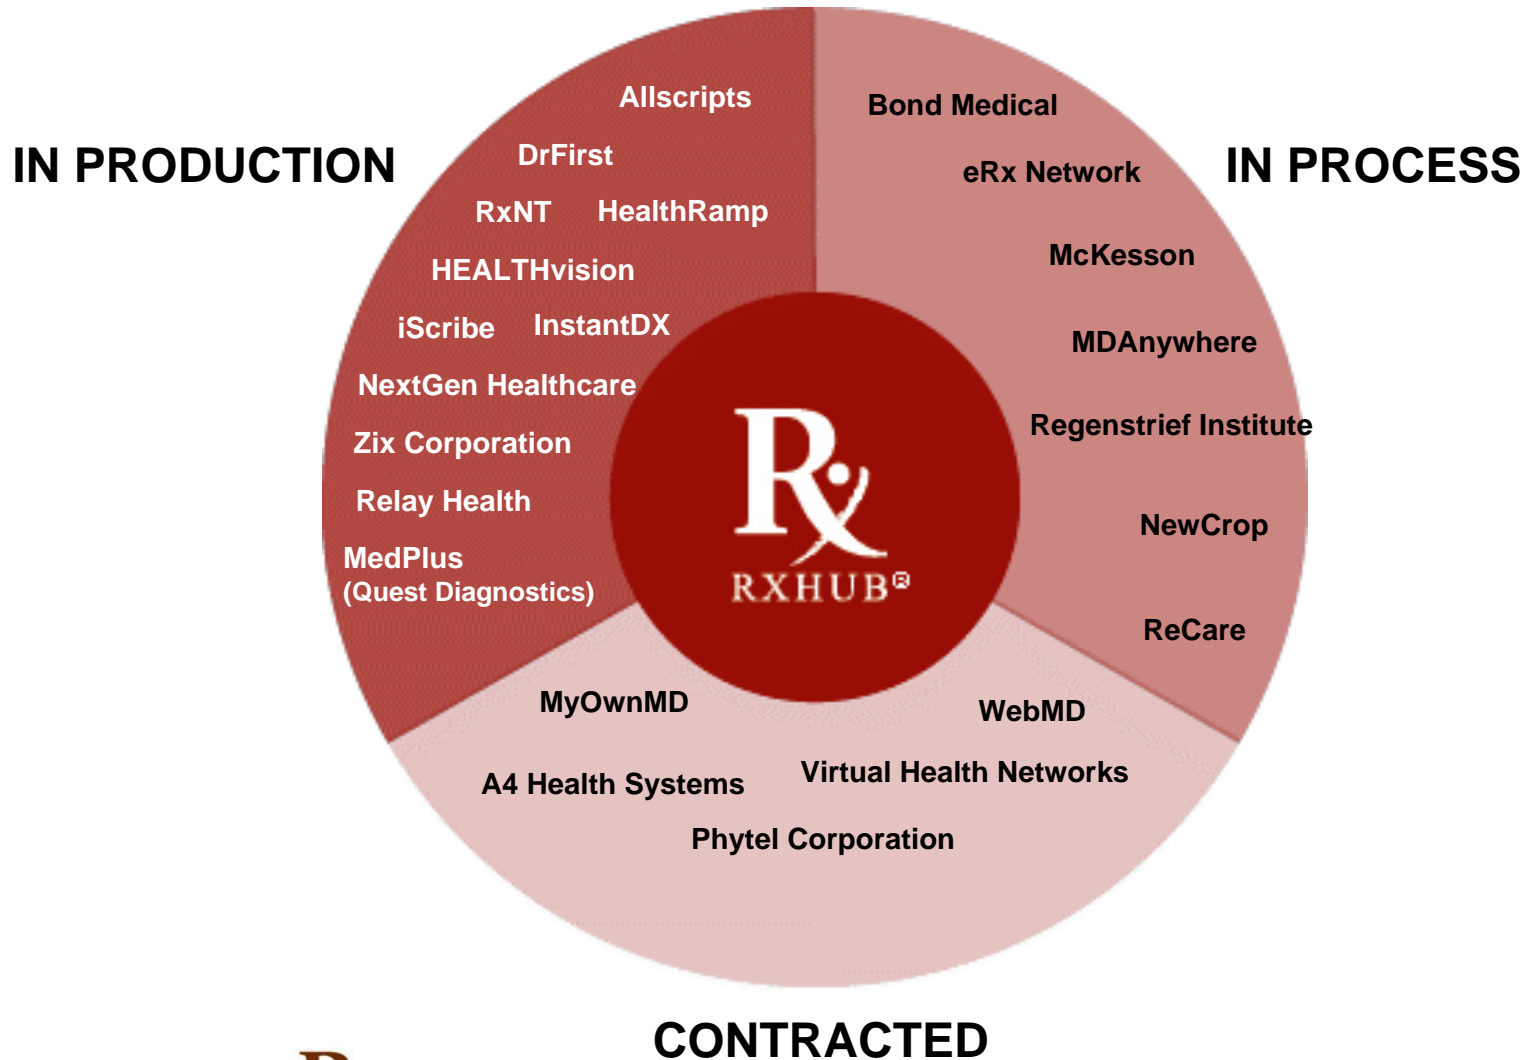 IN PRODUCTION
Allscripts
DrFirst
RxNT HealthRamp
HEALTHvision
iScribe InstantDX
NextGen Healthcare
Zix Corporation
Relay Health
MedPlus
(Quest Diagnostics)
IN PROCESS
Bond Medical
eRx Network
McKesson
MDAnywhere
Regenstrief Institute
NewCrop
ReCare
Rx
RXHUB®
MyOwnMD
WebMD
A4 Health Systems
Virtual Health Networks
Phytel Corporation
CONTRACTED